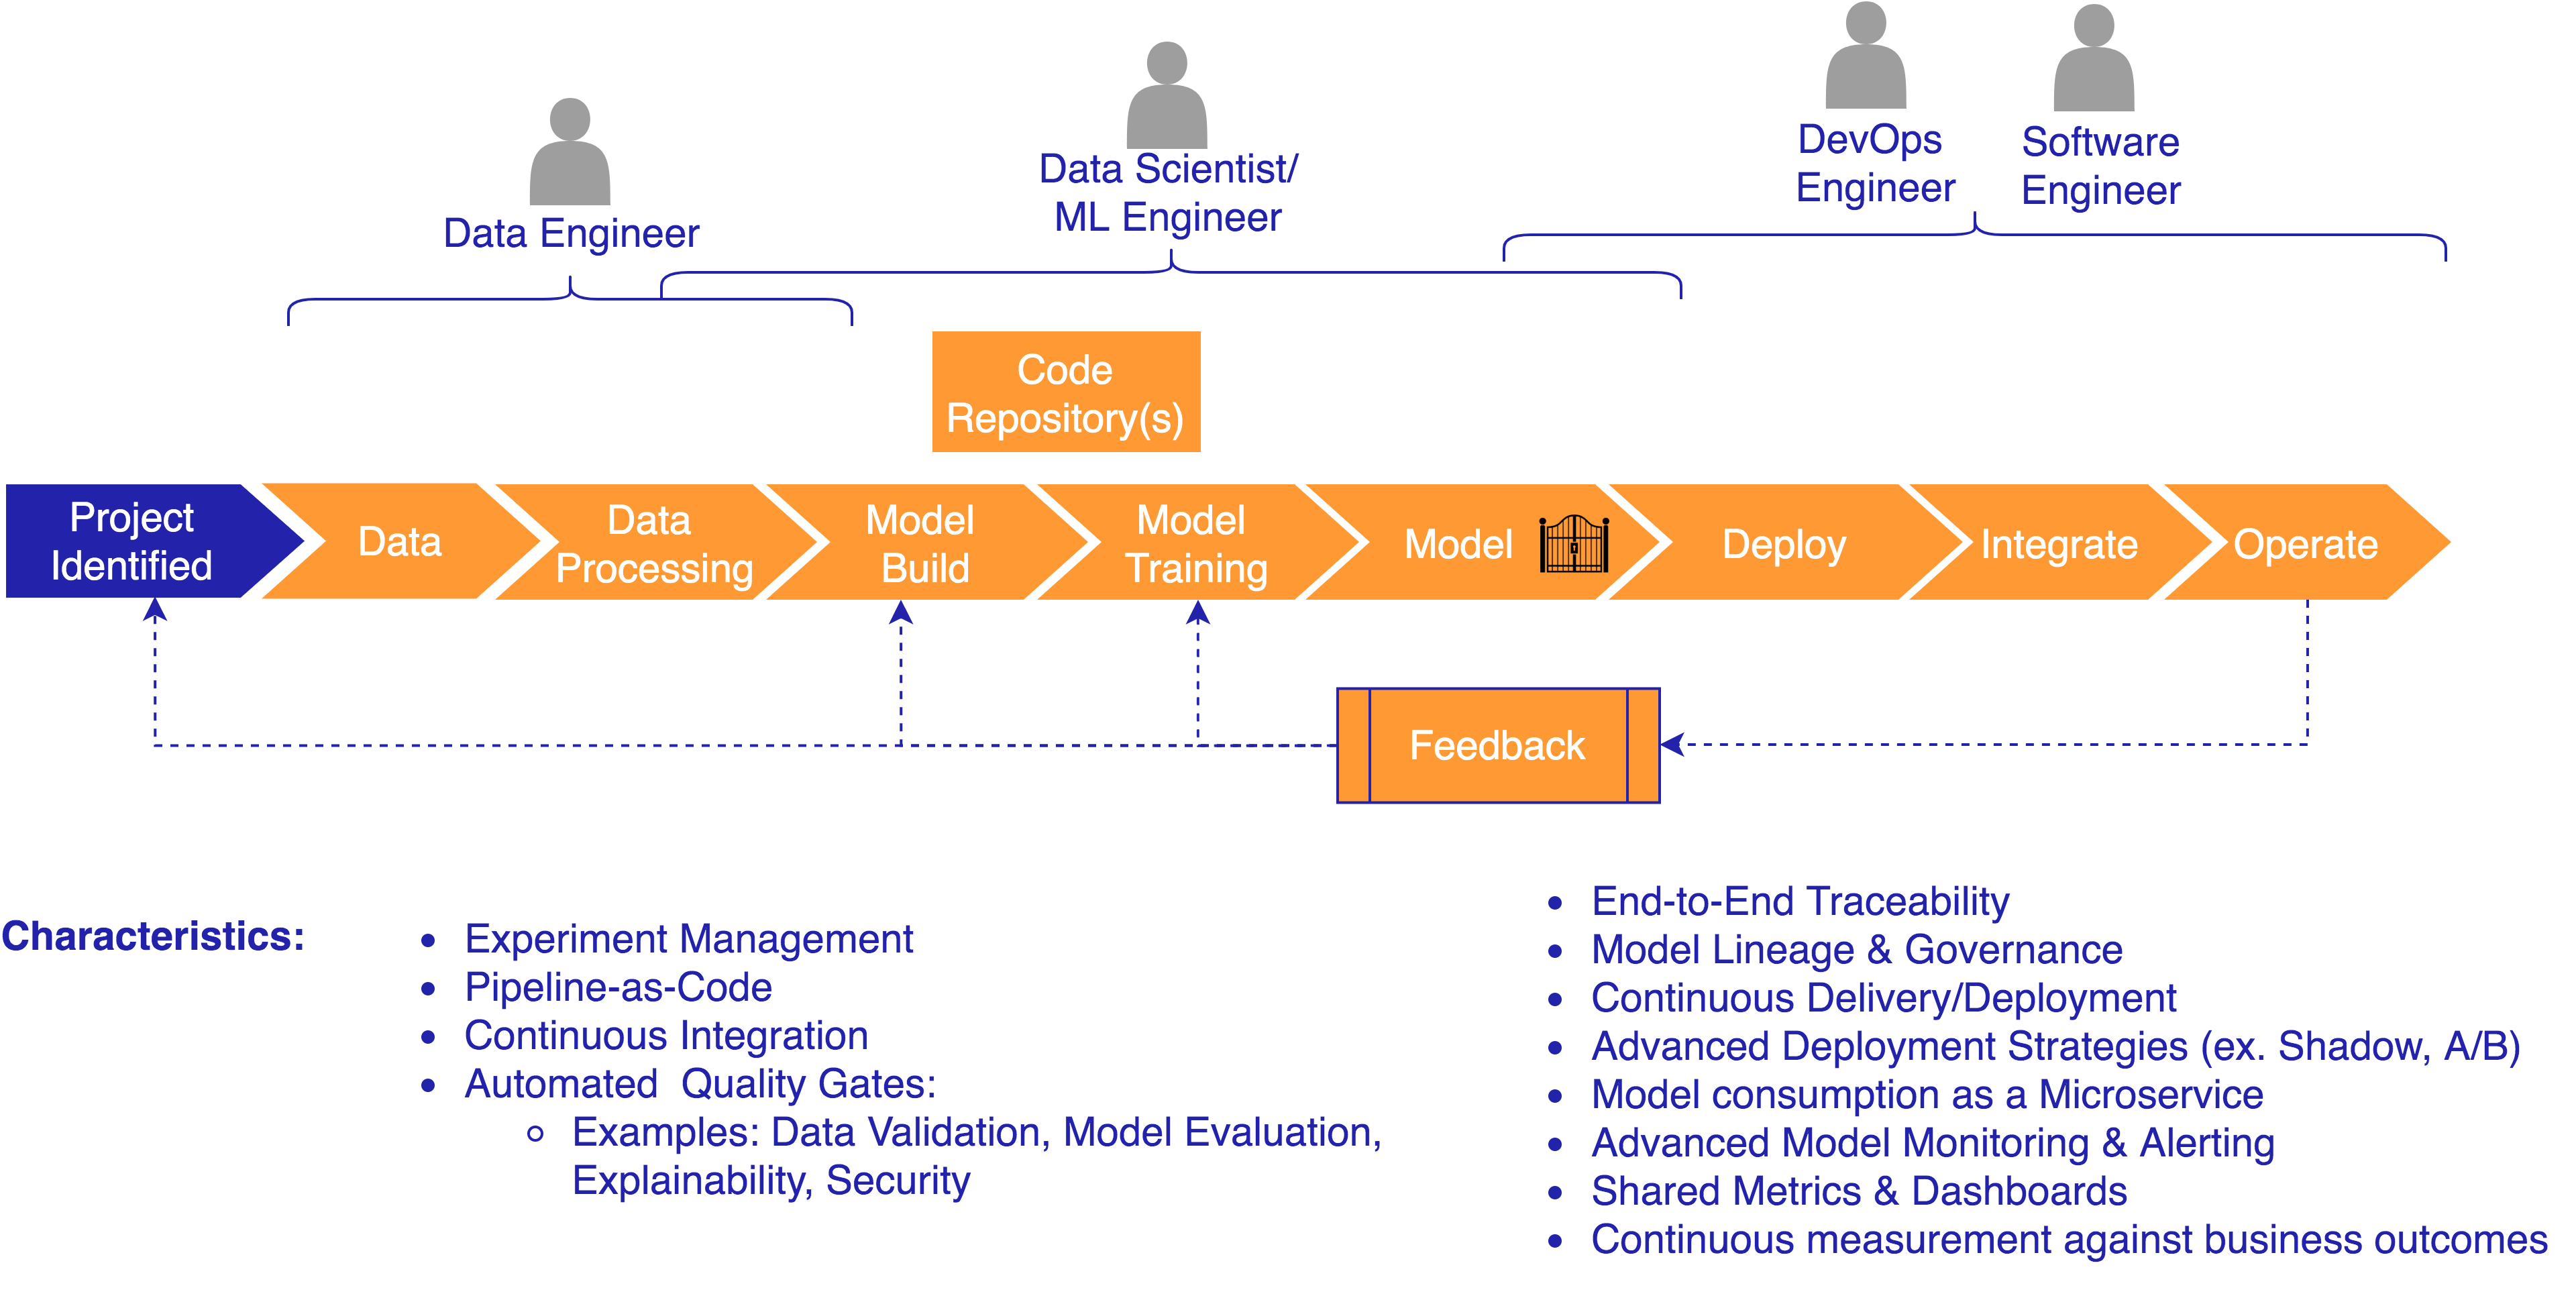 DevOps
Engineer
Software
Engineer
Data Scientist/
ML Engineer
Data Engineer
Code
Repository(s)
Project
Identified
Data
Data
Processing
Model
Build
Model
Training
Model
Deploy
Integrate
Operate
Feedback
Characteristics:
• Experiment Management
• Pipeline-as-Code
• Continuous Integration
• Automated  Quality Gates:
○ Examples: Data Validation, Model Evaluation,
Explainability, Security
• End-to-End Traceability
• Model Lineage & Governance
• Continuous Delivery/Deployment
• Advanced Deployment Strategies (ex. Shadow, A/B)
• Model consumption as a Microservice
• Advanced Model Monitoring & Alerting
• Shared Metrics & Dashboards
• Continuous measurement against business outcomes